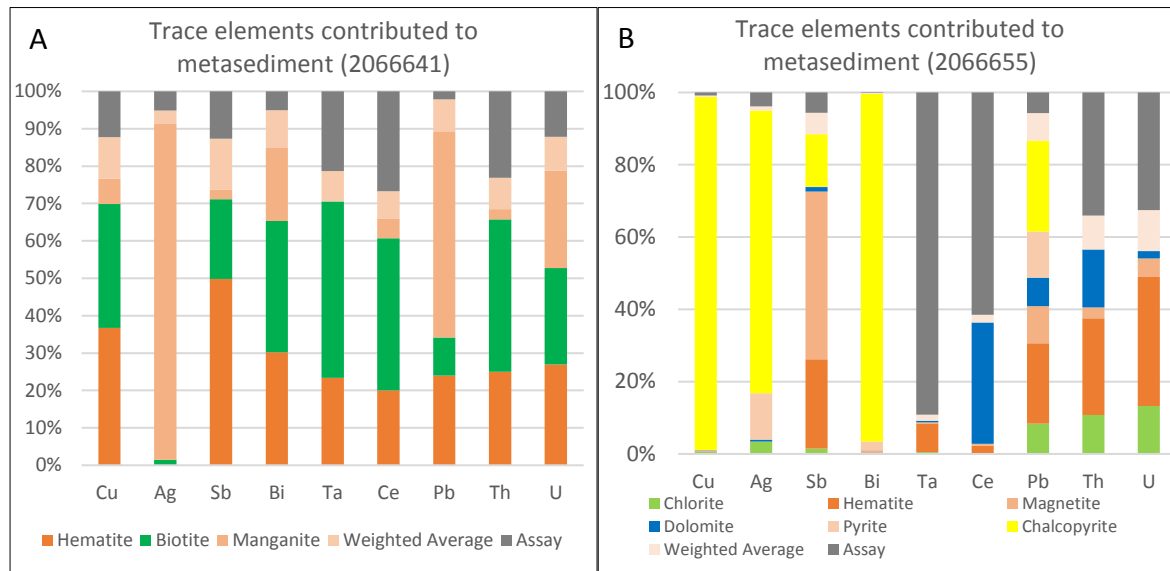 A
Trace elements contributed to
metasediment (2066641)
100%
90%
80%
70%
60%
50%
40%
30%
20%
10%
0%
Cu Ag Sb Bi Ta Ce Pb Th U
Hematite Biotite Manganite Weighted Average Assay
B
Trace elements contributed to
metasediment (2066655)
100%
80%
60%
40%
20%
0%
Cu Ag Sb Bi Ta Ce Pb Th U
Chlorite Hematite Magnetite
Dolomite Pyrite Chalcopyrite
Weighted Average Assay